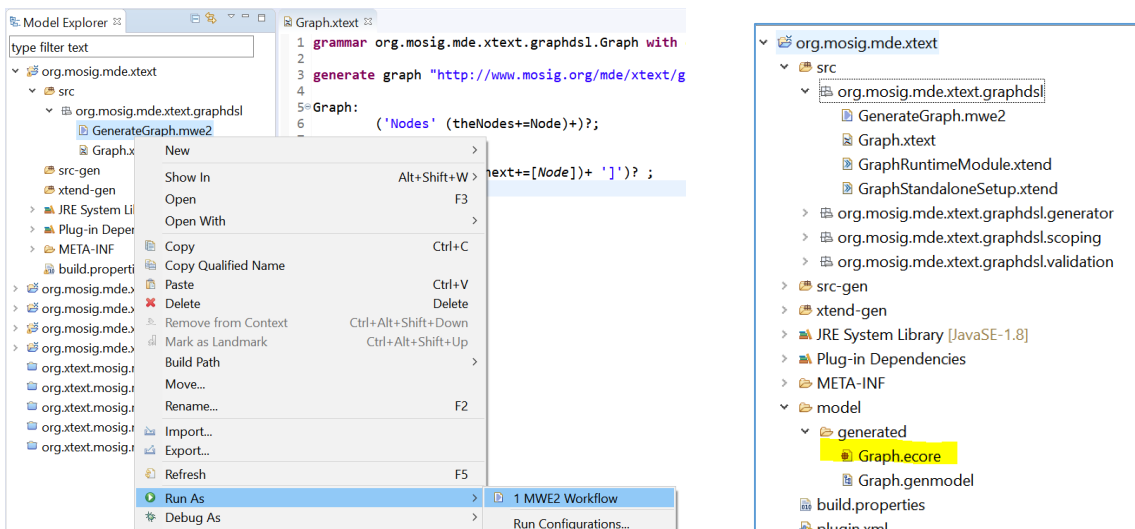 Model Explorer
type filter text
org.mosig.mde.xtext
src
org.mosig.mde.xtext.graphdsl
GenerateGraph.mwe2
Graph.x
src-gen
xtend-gen
JRE System Li
Plug-in Deper
META-INF
build.properti
org.mosig.mde.x
org.mosig.mde.x
org.mosig.mde.x
org.mosig.mde.x
org.xtext.mosig.r
org.xtext.mosig.r
org.xtext.mosig.r
org.xtext.mosig.r
org.xtext.mosig.r
Graph.xtext
1 grammar org.mosig.mde.xtext.graphdsl.Graph with
2
3 generate graph "http://www.mosig.org/mde/xtext/g
4
5 Graph:
6 ('Nodes' (theNodes+=Node)+)?;
next+=[Node])+ ']')? ;
New
Show In Alt+Shift+W
Open F3
Open With
Copy Ctrl+C
Copy Qualified Name
Paste Ctrl+V
Delete Delete
Remove from Context Ctrl+Alt+Shift+Down
Mark as Landmark Ctrl+Alt+Shift+Up
Build Path
Move...
Rename... F2
Import...
Export...
Refresh F5
Run As
Debug As
1 MWE2 Workflow
Run Configurations...
org.mosig.mde.xtext
src
org.mosig.mde.xtext.graphdsl
GenerateGraph.mwe2
Graph.xtext
GraphRuntimeModule.xtend
GraphStandaloneSetup.xtend
org.mosig.mde.xtext.graphdsl.generator
org.mosig.mde.xtext.graphdsl.scoping
org.mosig.mde.xtext.graphdsl.validation
src-gen
xtend-gen
JRE System Library [JavaSE-1.8]
Plug-in Dependencies
META-INF
model
generated
Graph.ecore
Graph.genmodel
build.properties
plugin.xml